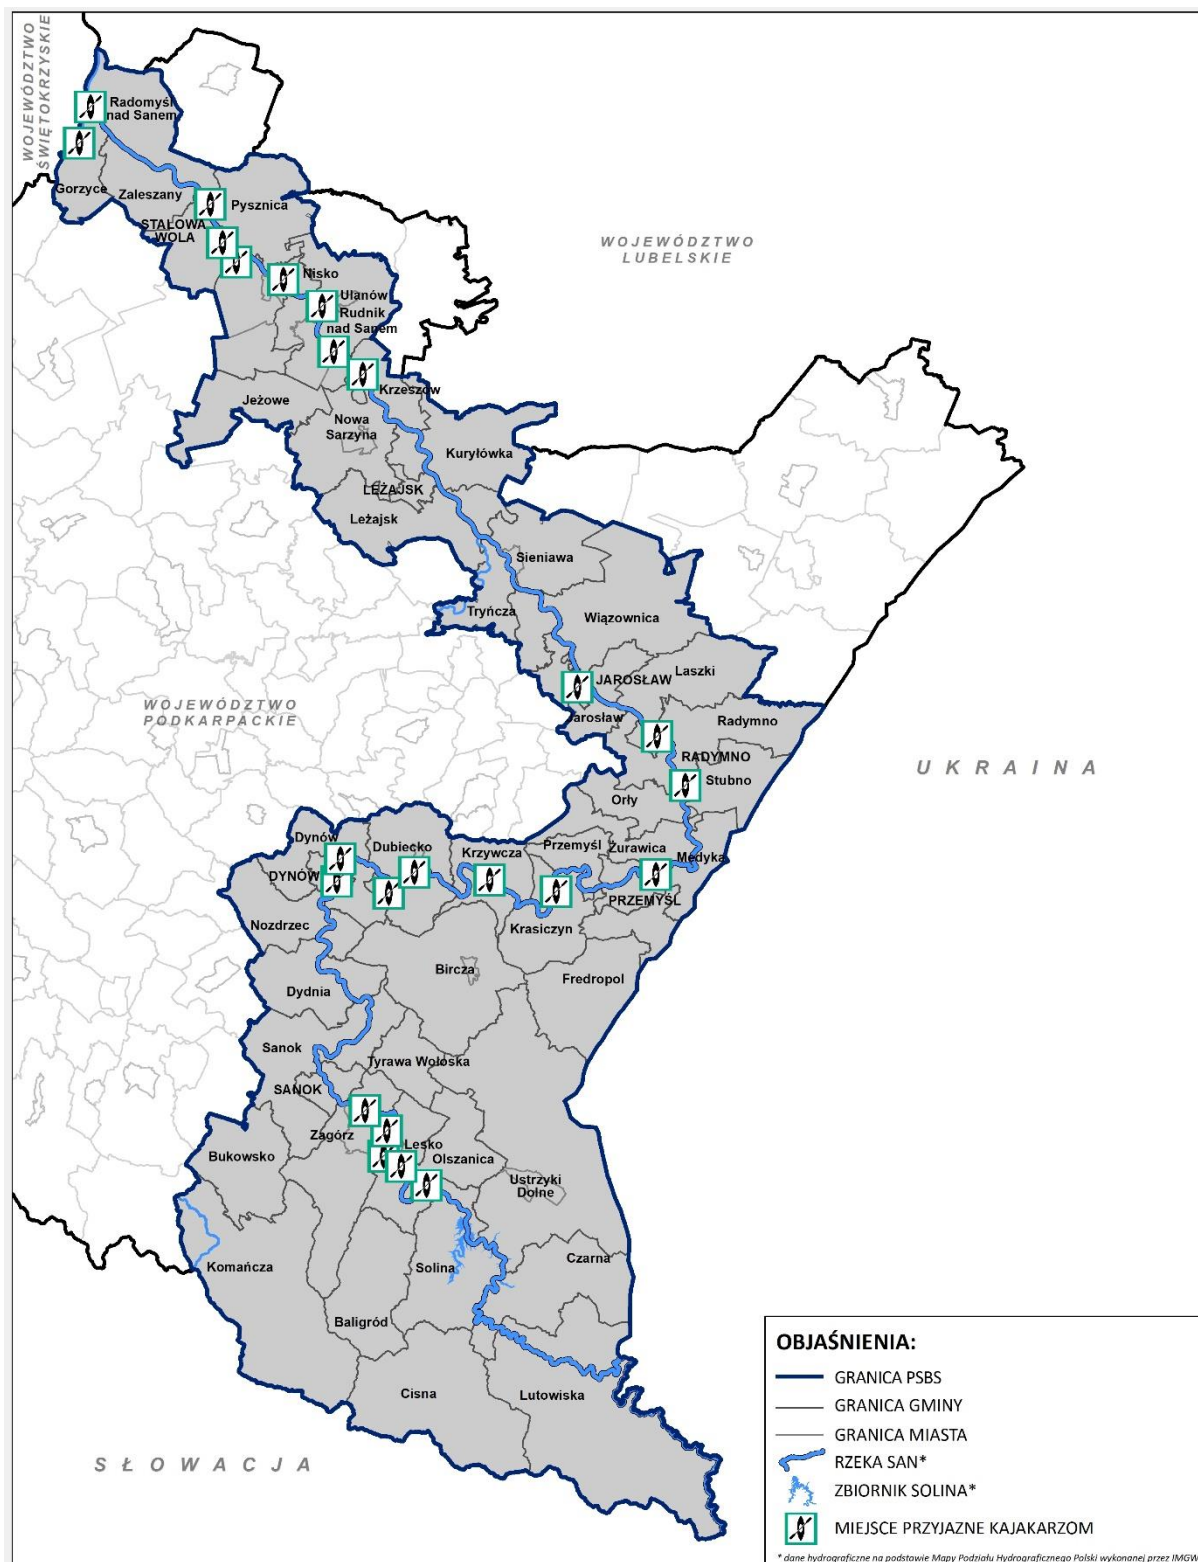 WOJEWÓDZTWO
ŚWIĘTOKRZYSKIE
Radomyśl
nad Sanem
Gorzyce
Zaleszany
Pysznica
STALOWA
WOLA
WOJEWÓDZTWO
LUBELSKIE
Nisko
Ulanów
Rudnik
nad Sanem
Krzeszów
Jeżowe
Nowa
Sarzyna
Kuryłówka
LEŻAJSK
Leżajsk
Sieniawa
Tryńcza
Wiązownica
Laszki
JAROSŁAW
WOJEWÓDZTWO
PODKARPACKIE
Jarosław
Radymno
RADYMNO
Stubno
UKRAINA
Orły
Dynów
Dubiecko
Krzywcza
Przemyśl
Żurawica
Medyka
DYNÓW
PRZEMYŚL
Nozdrzec
Krasiczyn
Bircza
Fredropol
Dydnia
Sanok
Tyrawa Wołoska
SANOK
Zagórz
Lesko
Bukowsko
Olszanica
Ustrzyki
Dolne
Komańcza
Solina
Czarna
Baligród
Cisna
Lutowiska
SŁOWACJA
OBJAŚNIENIA:
GRANICA PSBS
GRANICA GMINY
GRANICA MIASTA
RZEKA SAN*
ZBIORNIK SOLINA*
MIEJSCE PRZYJAZNE KAJAKARZOM
* dane hydrograficzne na podstawie Mapy Podziału Hydrograficznego Polski wykonanej przez IMGW